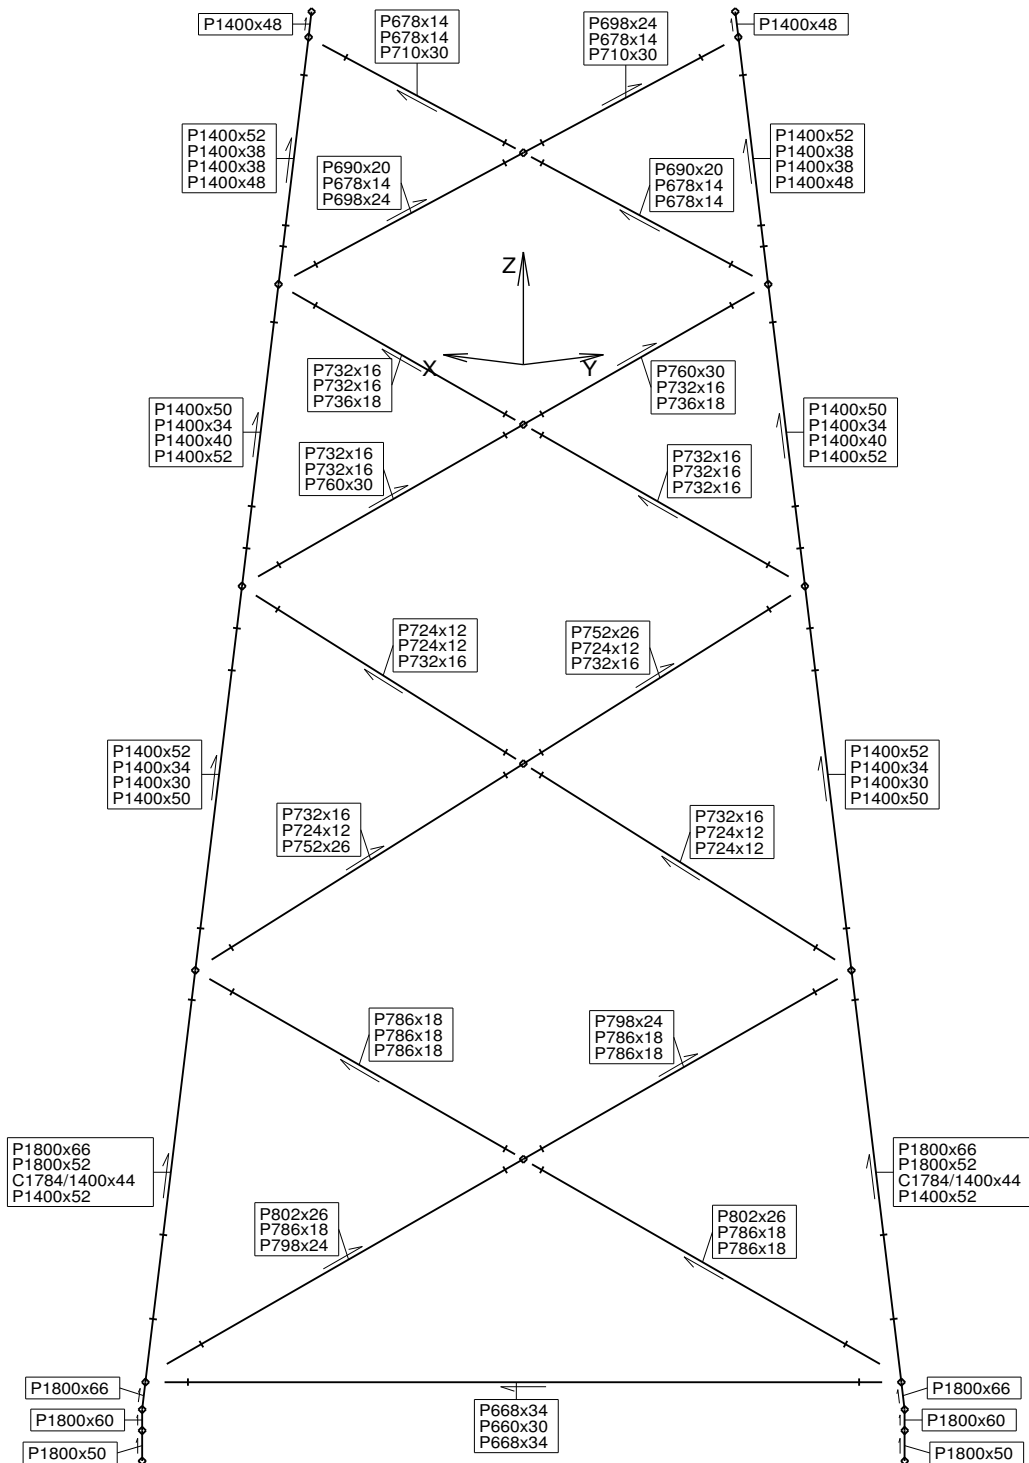 P1400x48
P678x14
P678x14
P710x30
P698x24
P678x14
P710x30
P1400x48
P1400x52
P1400x38
P1400x38
P1400x48
P690x20
P678x14
P698x24
P690x20
P678x14
P678x14
P1400x52
P1400x38
P1400x38
P1400x48
Z
X
Y
P732x16
P732x16
P736x18
P760x30
P732x16
P736x18
P1400x50
P1400x34
P1400x40
P1400x52
P732x16
P732x16
P760x30
P732x16
P732x16
P732x16
P1400x50
P1400x34
P1400x40
P1400x52
P724x12
P724x12
P732x16
P752x26
P724x12
P732x16
P1400x52
P1400x34
P1400x30
P1400x50
P732x16
P724x12
P752x26
P732x16
P724x12
P724x12
P1400x52
P1400x34
P1400x30
P1400x50
P786x18
P786x18
P786x18
P798x24
P786x18
P786x18
P1800x66
P1800x52
C1784/1400x44
P1400x52
P802x26
P786x18
P798x24
P802x26
P786x18
P786x18
P1800x66
P1800x52
C1784/1400x44
P1400x52
P1800x66
P1800x60
P1800x50
P668x34
P660x30
P668x34
P1800x66
P1800x60
P1800x50